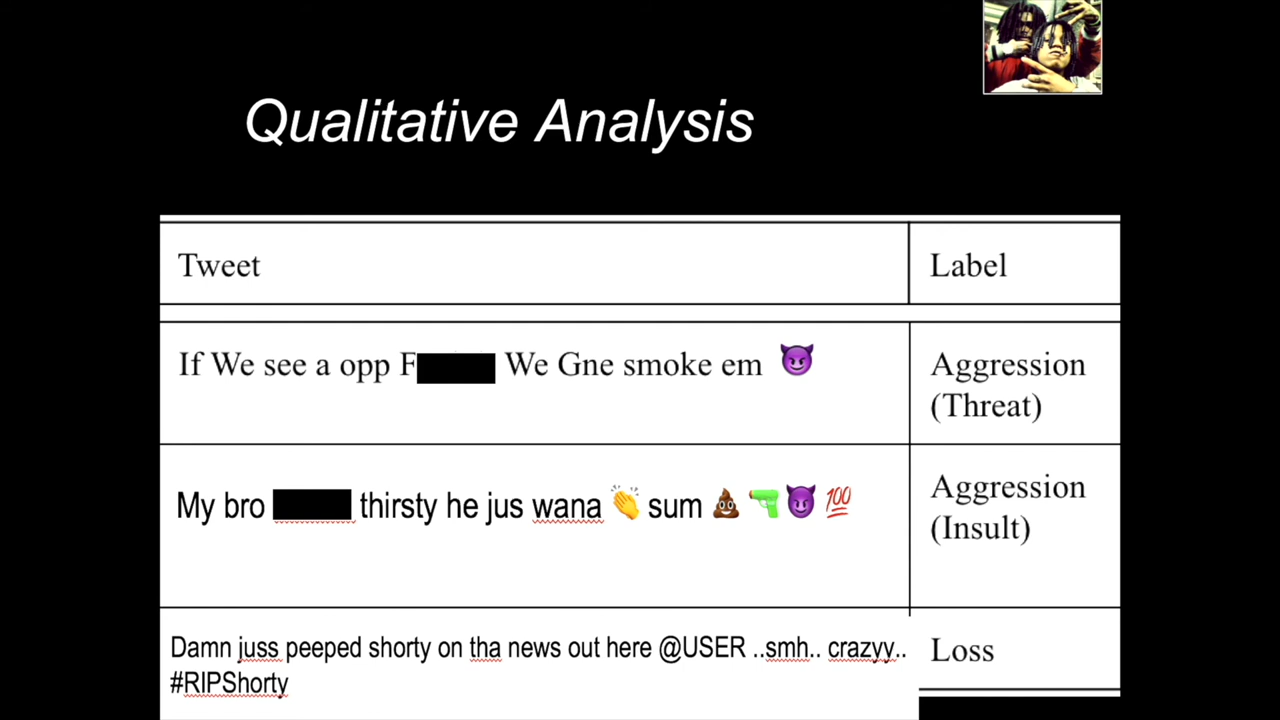 Qualitative Analysis
Tweet
Label
If We see a opp F We Gne smoke em 😈
Aggression
(Threat)
My bro thirsty he jus wana 👏 sum 💩🔫😈💯
Aggression
(Insult)
Damn juss peeped shorty on tha news out here @USER ..smh.. crazyy..
#RIPShorty
Loss